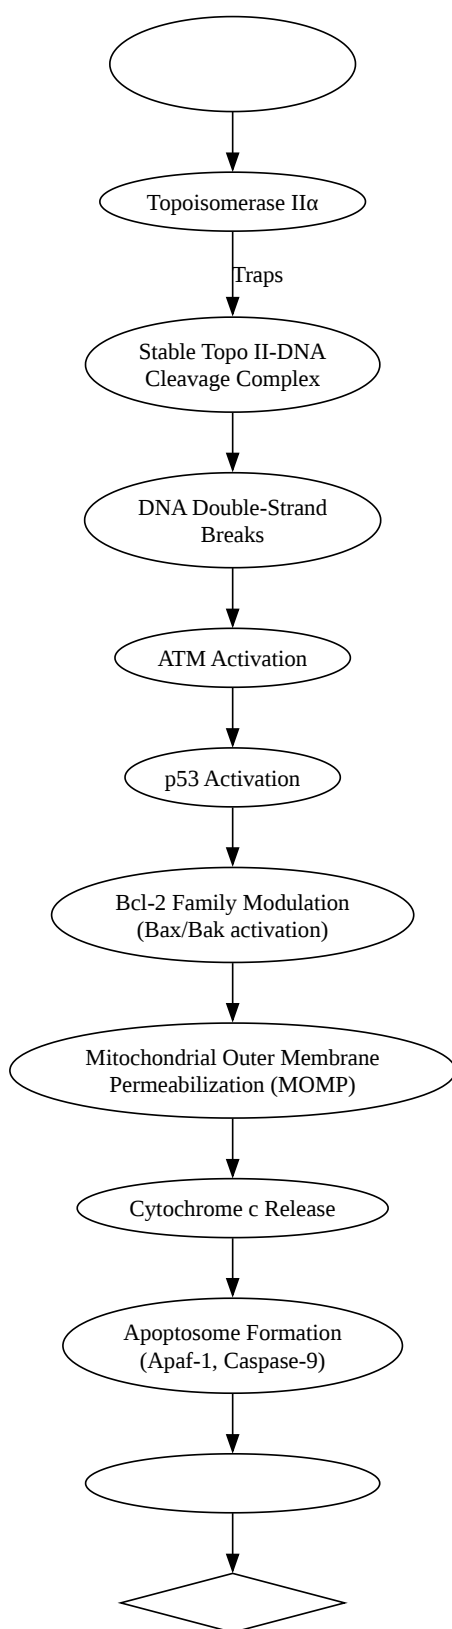 Topoisomerase IIα
Traps
Stable Topo II-DNA
Cleavage Complex
DNA Double-Strand
Breaks
ATM Activation
p53 Activation
Bcl-2 Family Modulation
(Bax/Bak activation)
Mitochondrial Outer Membrane
Permeabilization (MOMP)
Cytochrome c Release
Apoptosome Formation
(Apaf-1, Caspase-9)